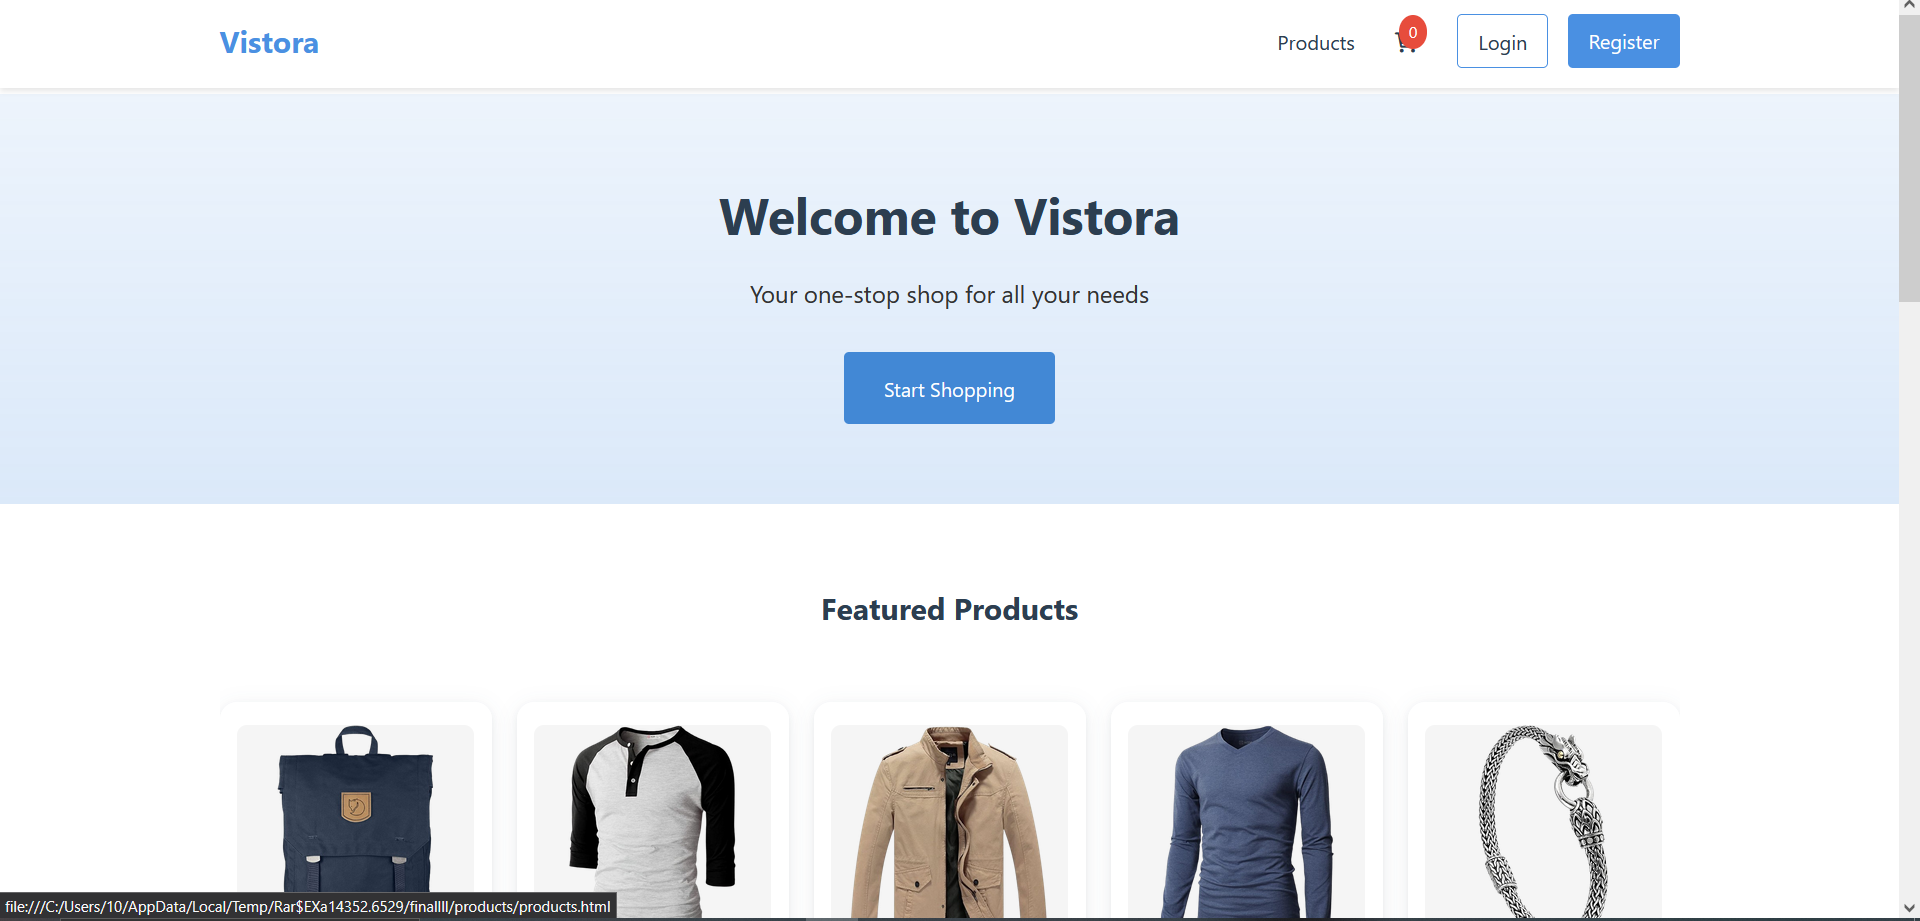 Vistora
Products
0
Login
Register
Welcome to Vistora
Your one-stop shop for all your needs
Start Shopping
Featured Products
file:///C:/Users/10/AppData/Local/Temp/Rar$EXa14352.6529/finallll/products/products.html